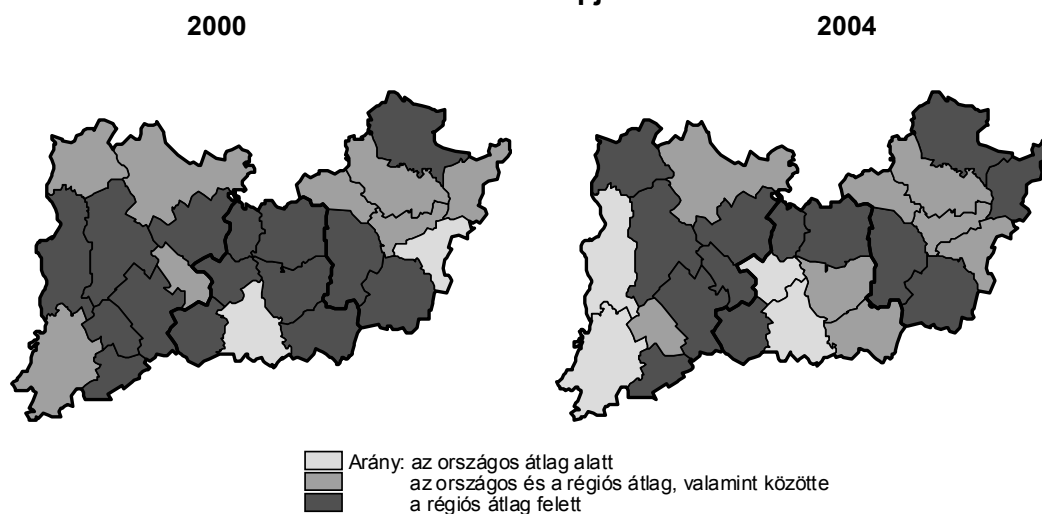 2000
2004
Arány: az országos átlag alatt
az országos és a régiós átlag, valamint közötte
a régiós átlag felett